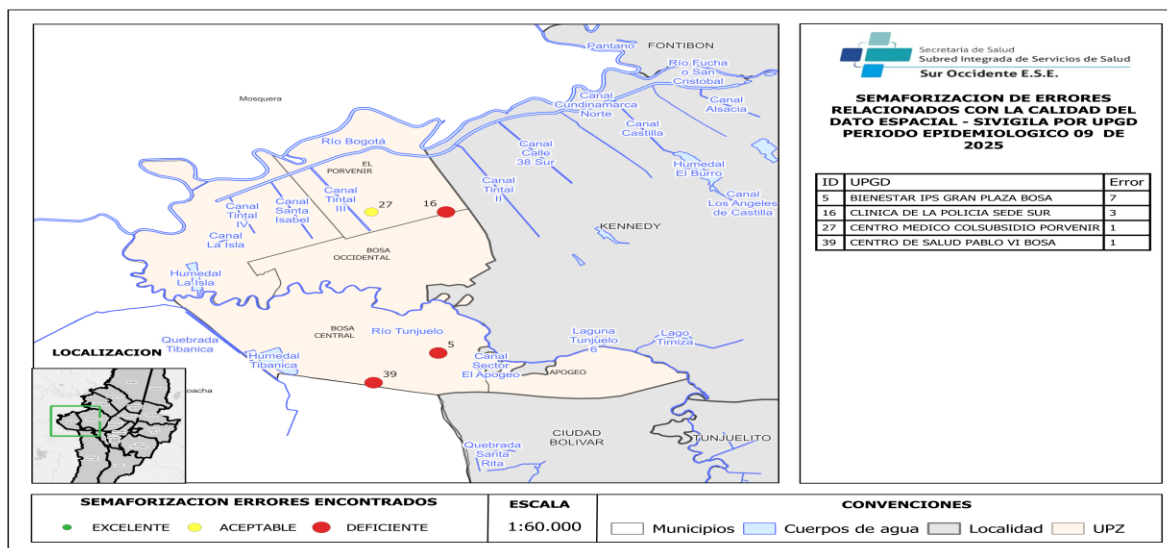 Pantano
FONTIBON
Río Fucha
o San
Cristobal
Mosquera
Canal
Cundinamarca
Norte
Canal
Alsacia
Canal
Castilla
Río Bogotá
Canal
Calle
38 Sur
Humedal
El Burro
EL
PORVENIR
Canal
Tintal
II
Canal
Los Angeles
de Castilla
Canal
Tintal
III
Canal
Santa
Isabel
Canal
Tintal
IV
27
16
Canal
La Isla
KENNEDY
BOSA
OCCIDENTAL
Humedal
La Isla
BOSA
CENTRAL
Río Tunjuelo
Laguna
Tunjuelo
6
Lago
Timiza
Quebrada
Tibanica
Humedal
Tibanica
5
Canal
Sector
El Apogeo
APOGEO
39
LOCALIZACION
oacha
CIUDAD
BOLIVAR
TUNJUELITO
Quebrada
Santa
Rita
Secretaría de Salud
Subred Integrada de Servicios de Salud
Sur Occidente E.S.E.
SEMAFORIZACION DE ERRORES
RELACIONADOS CON LA CALIDAD DEL
DATO ESPACIAL - SIVIGILA POR UPGD
PERIODO EPIDEMIOLOGICO 09 DE
2025
ID UPGD Error
5 BIENESTAR IPS GRAN PLAZA BOSA 7
16 CLINICA DE LA POLICIA SEDE SUR 3
27 CENTRO MEDICO COLSUBSIDIO PORVENIR 1
39 CENTRO DE SALUD PABLO VI BOSA 1
SEMAFORIZACION ERRORES ENCONTRADOS
EXCELENTE ACEPTABLE DEFICIENTE
ESCALA
1:60.000
CONVENCIONES
Municipios Cuerpos de agua Localidad UPZ